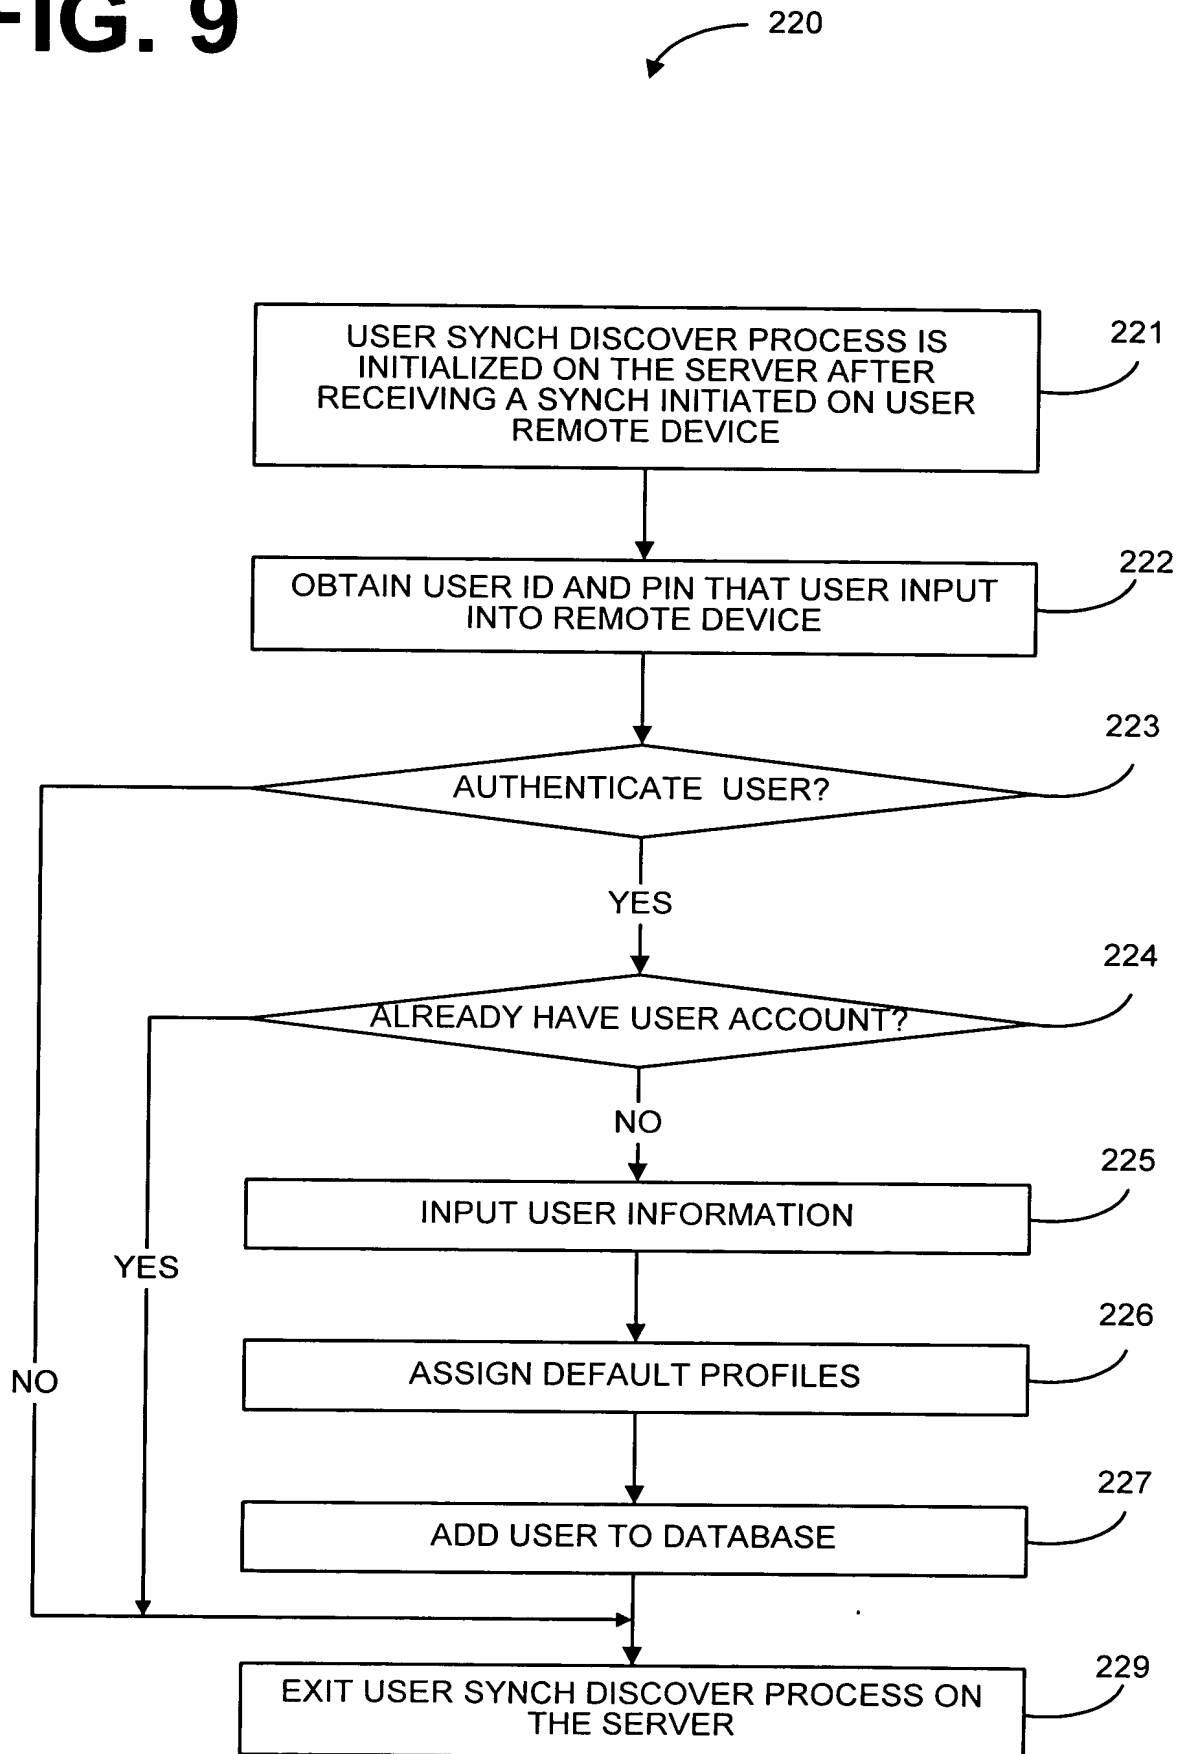 FIG. 9
220
USER SYNCH DISCOVER PROCESS IS
INITIALIZED ON THE SERVER AFTER
RECEIVING A SYNCH INITIATED ON USER
REMOTE DEVICE
221
OBTAIN USER ID AND PIN THAT USER INPUT
INTO REMOTE DEVICE
222
AUTHENTICATE USER?
223
YES
ALREADY HAVE USER ACCOUNT?
224
NO
INPUT USER INFORMATION
225
YES
ASSIGN DEFAULT PROFILES
226
NO
ADD USER TO DATABASE
227
EXIT USER SYNCH DISCOVER PROCESS ON
THE SERVER
229